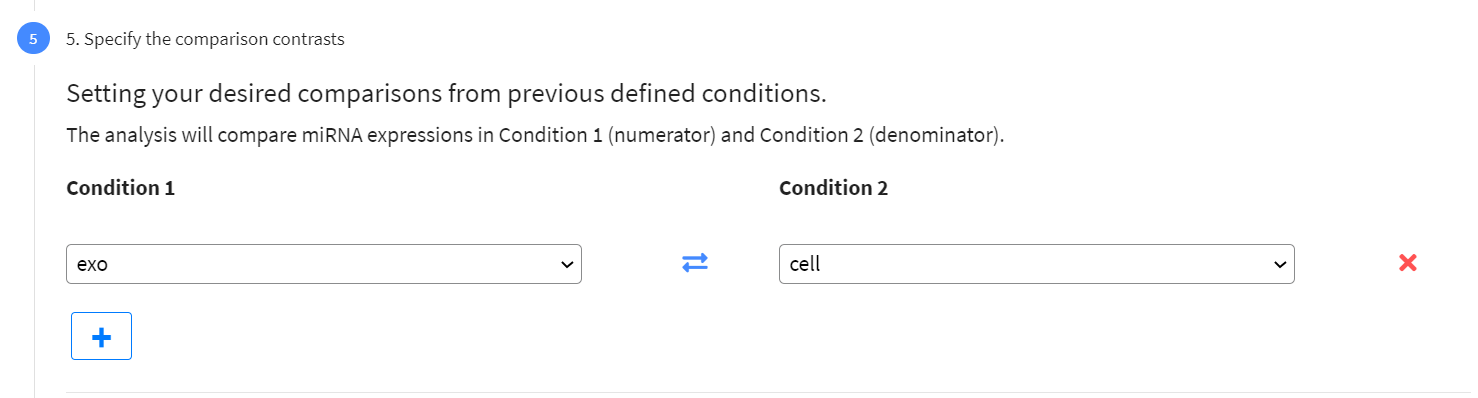 5
5. Specify the comparison contrasts
Setting your desired comparisons from previous defined conditions.
The analysis will compare miRNA expressions in Condition 1 (numerator) and Condition 2 (denominator).
Condition 1
Condition 2
exo
cell